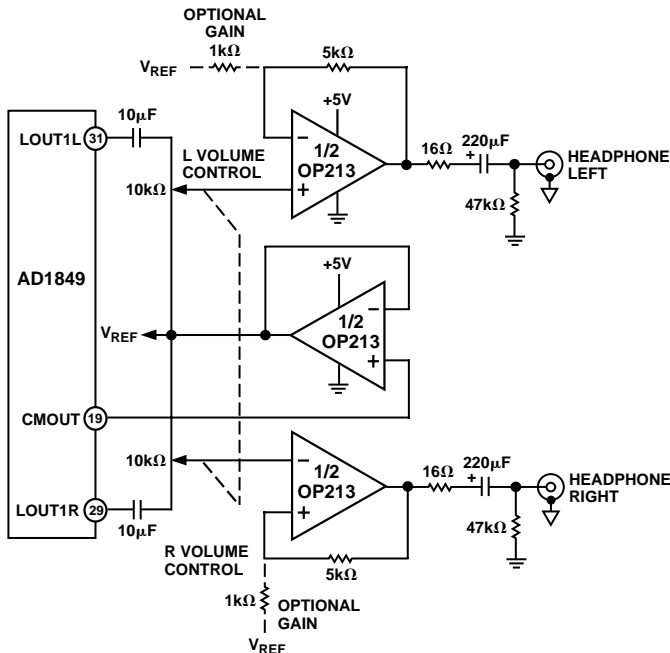 OPTIONAL
GAIN
1kΩ
VREF
5kΩ
+5V
10µF
LOUT1L
31
L VOLUME
CONTROL
−
1/2
OP213
+
16Ω
220µF
+
HEADPHONE
LEFT
47kΩ
10kΩ
AD1849
+5V
−
1/2
OP213
+
VREF
CMOUT
19
10kΩ
−
1/2
OP213
+
16Ω
220µF
+
HEADPHONE
RIGHT
47kΩ
LOUT1R
29
10µF
R VOLUME
CONTROL
5kΩ
1kΩ
OPTIONAL
GAIN
VREF